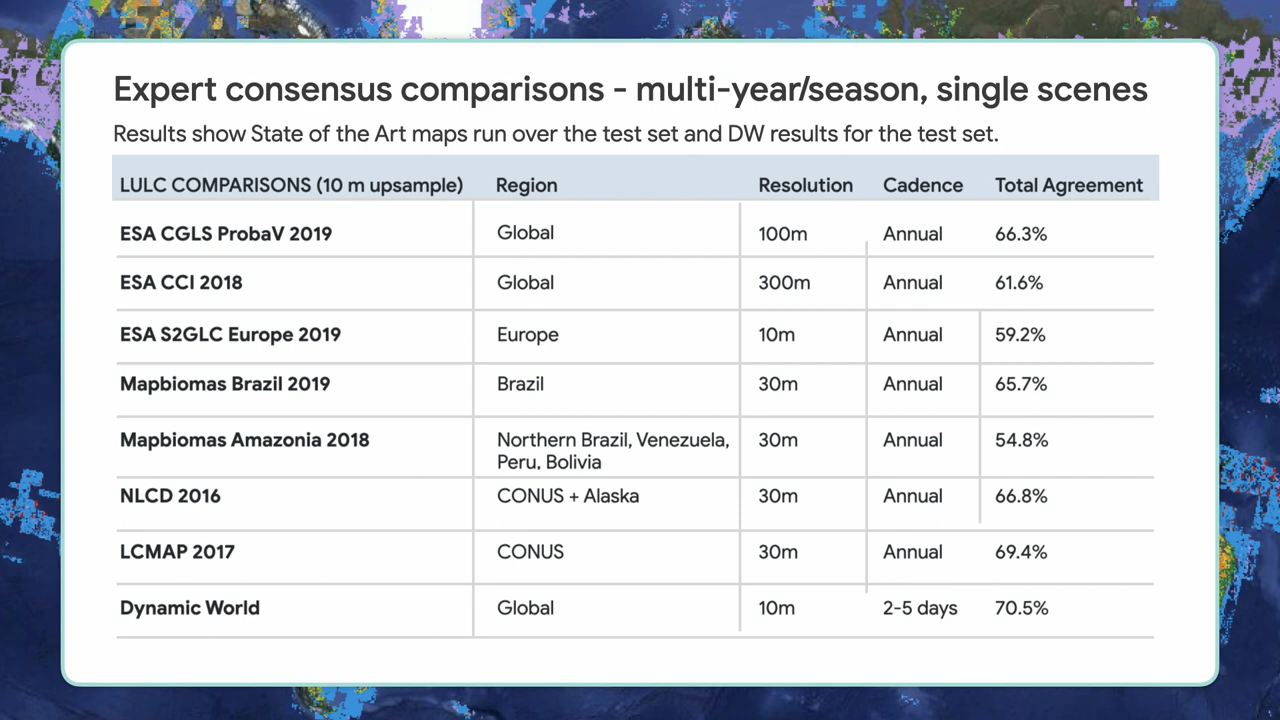 Expert consensus comparisons - multi-year/season, single scenes
Results show State of the Art maps run over the test set and DW results for the test set.
LULC COMPARISONS (10 m upsample) Region Resolution Cadence Total Agreement
ESA CGLS ProbaV 2019 Global 100m Annual 66.3%
ESA CCI 2018 Global 300m Annual 61.6%
ESA S2GLC Europe 2019 Europe 10m Annual 59.2%
Mapbiomas Brazil 2019 Brazil 30m Annual 65.7%
Mapbiomas Amazonia 2018 Northern Brazil, Venezuela, 30m Annual 54.8%
Peru, Bolivia
NLCD 2016 CONUS + Alaska 30m Annual 66.8%
LCMAP 2017 CONUS 30m Annual 69.4%
Dynamic World Global 10m 2-5 days 70.5%